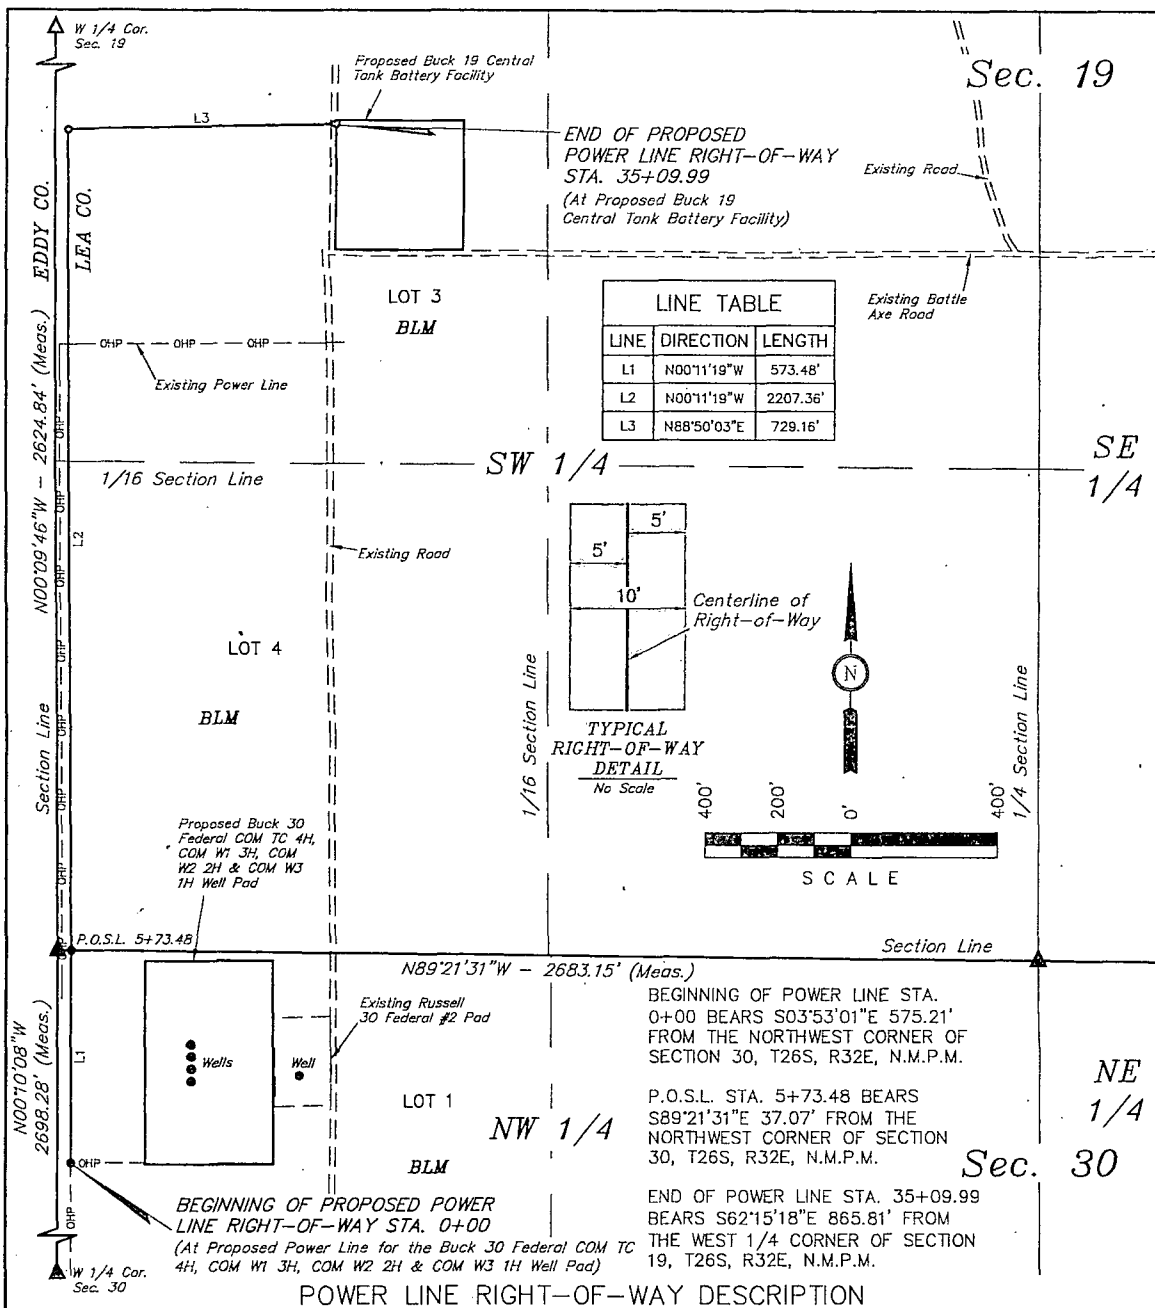 W 1/4 Cor.
Sec. 19
Proposed Buck 19 Central
Tank Battery Facility
Sec. 19
L3
END OF PROPOSED
POWER LINE RIGHT-OF-WAY
STA. 35+09.99
(At Proposed Buck 19
Central Tank Battery Facility)
Existing Road
EDDY CO.
LEA CO.
LOT 3
BLM
Existing Battle
Axe Road
LINE TABLE
LINE DIRECTION LENGTH
L1 N00°11'19"W 573.48'
L2 N00°11'19"W 2207.36'
L3 N88°50'03"E 729.16'
OHP OHP OHP
Existing Power Line
N00°09'46"W - 2624.84' (Meas.)
OHP
OHP
OHP
OHP
OHP
OHP
OHP
OHP
SW 1/4
SE
1/4
1/16 Section Line
L2
Existing Road
5'
5'
10'
Centerline of
Right-of-Way
TYPICAL
RIGHT-OF-WAY
DETAIL
No Scale
N
LOT 4
BLM
Section Line
1/16 Section Line
1/4 Section Line
400' 200' 0' 400'
SCALE
Proposed Buck 30
Federal COM TC 4H,
COM W1 3H, COM
W2 2H & COM W3
1H Well Pad
P.O.S.L. 5+73.48
Section Line
N89°21'31"W - 2683.15' (Meas.)
N00°10'08"W
2698.28' (Meas.)
L1
Wells
Existing Russell
30 Federal #2 Pad
Well
LOT 1
BLM
NW 1/4
NE
1/4
Sec. 30
OHP
OHP
BEGINNING OF POWER LINE STA.
0+00 BEARS S03°53'01"E 575.21'
FROM THE NORTHWEST CORNER OF
SECTION 30, T26S, R32E, N.M.P.M.
P.O.S.L. STA. 5+73.48 BEARS
S89°21'31"E 37.07' FROM THE
NORTHWEST CORNER OF SECTION
30, T26S, R32E, N.M.P.M.
END OF POWER LINE STA. 35+09.99
BEARS S62°15'18"E 865.81' FROM
THE WEST 1/4 CORNER OF SECTION
19, T26S, R32E, N.M.P.M.
BEGINNING OF PROPOSED POWER
LINE RIGHT-OF-WAY STA. 0+00
(At Proposed Power Line for the Buck 30 Federal COM TC
4H, COM W1 3H, COM W2 2H & COM W3 1H Well Pad)
W 1/4 Cor.
Sec. 30
POWER LINE RIGHT-OF-WAY DESCRIPTION